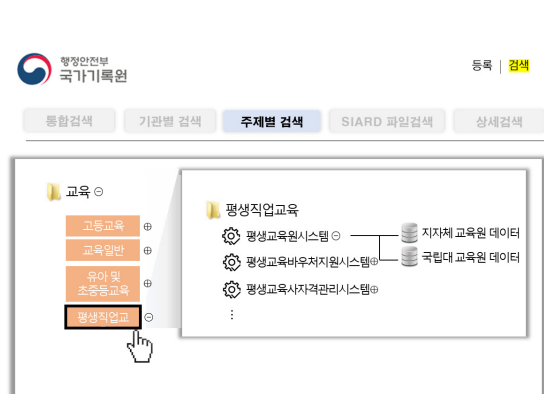 행정안전부
국가기록원
등록 | 검색
통합검색 기관별 검색 주제별 검색 SIARD 파일검색 상세검색
교육
고등교육
교육일반
유아 및
초중등교육
평생직업교
평생직업교육
평생교육원시스템
지자체 교육원 데이터
평생교육바우처지원시스템
국립대 교육원 데이터
평생교육사자격관리시스템
⋮